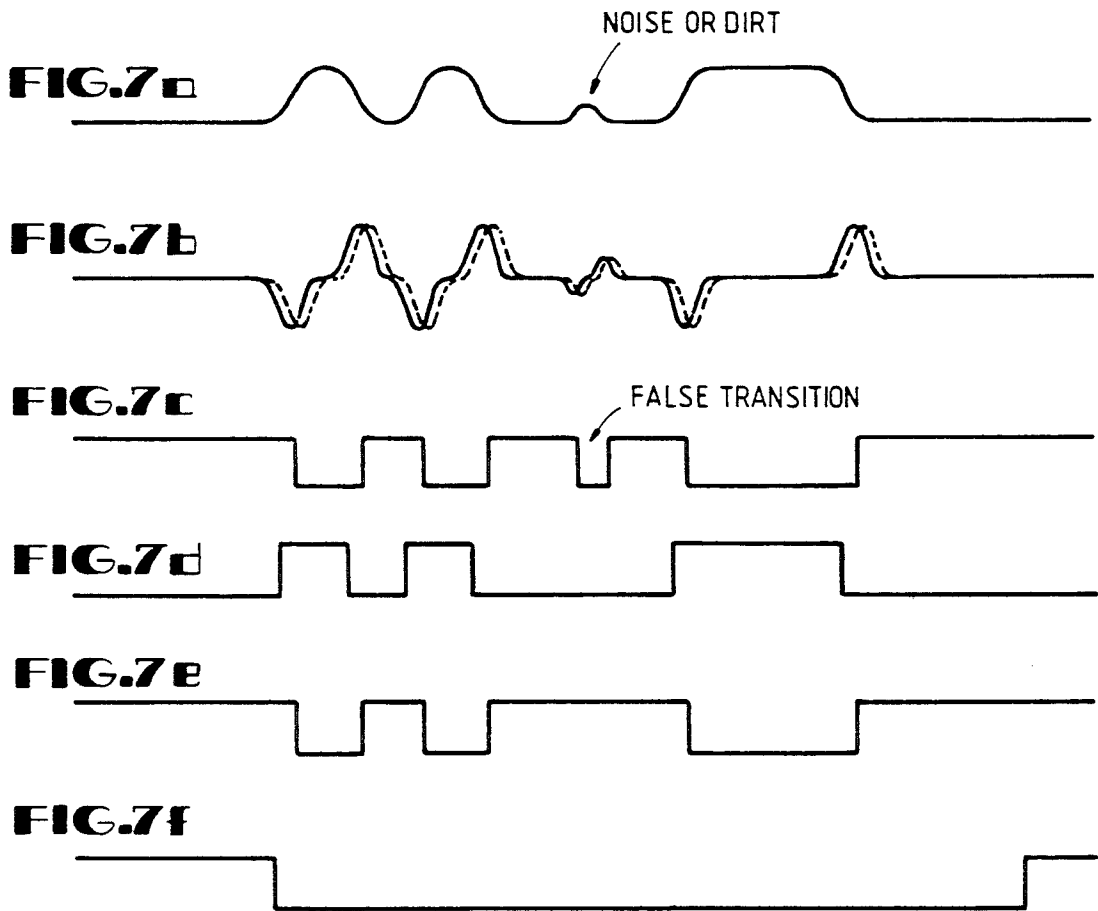 NOISE OR DIRT
FIG.7a
FIG.7b
FIG.7c
FALSE TRANSITION
FIG.7d
FIG.7e
FIG.7f